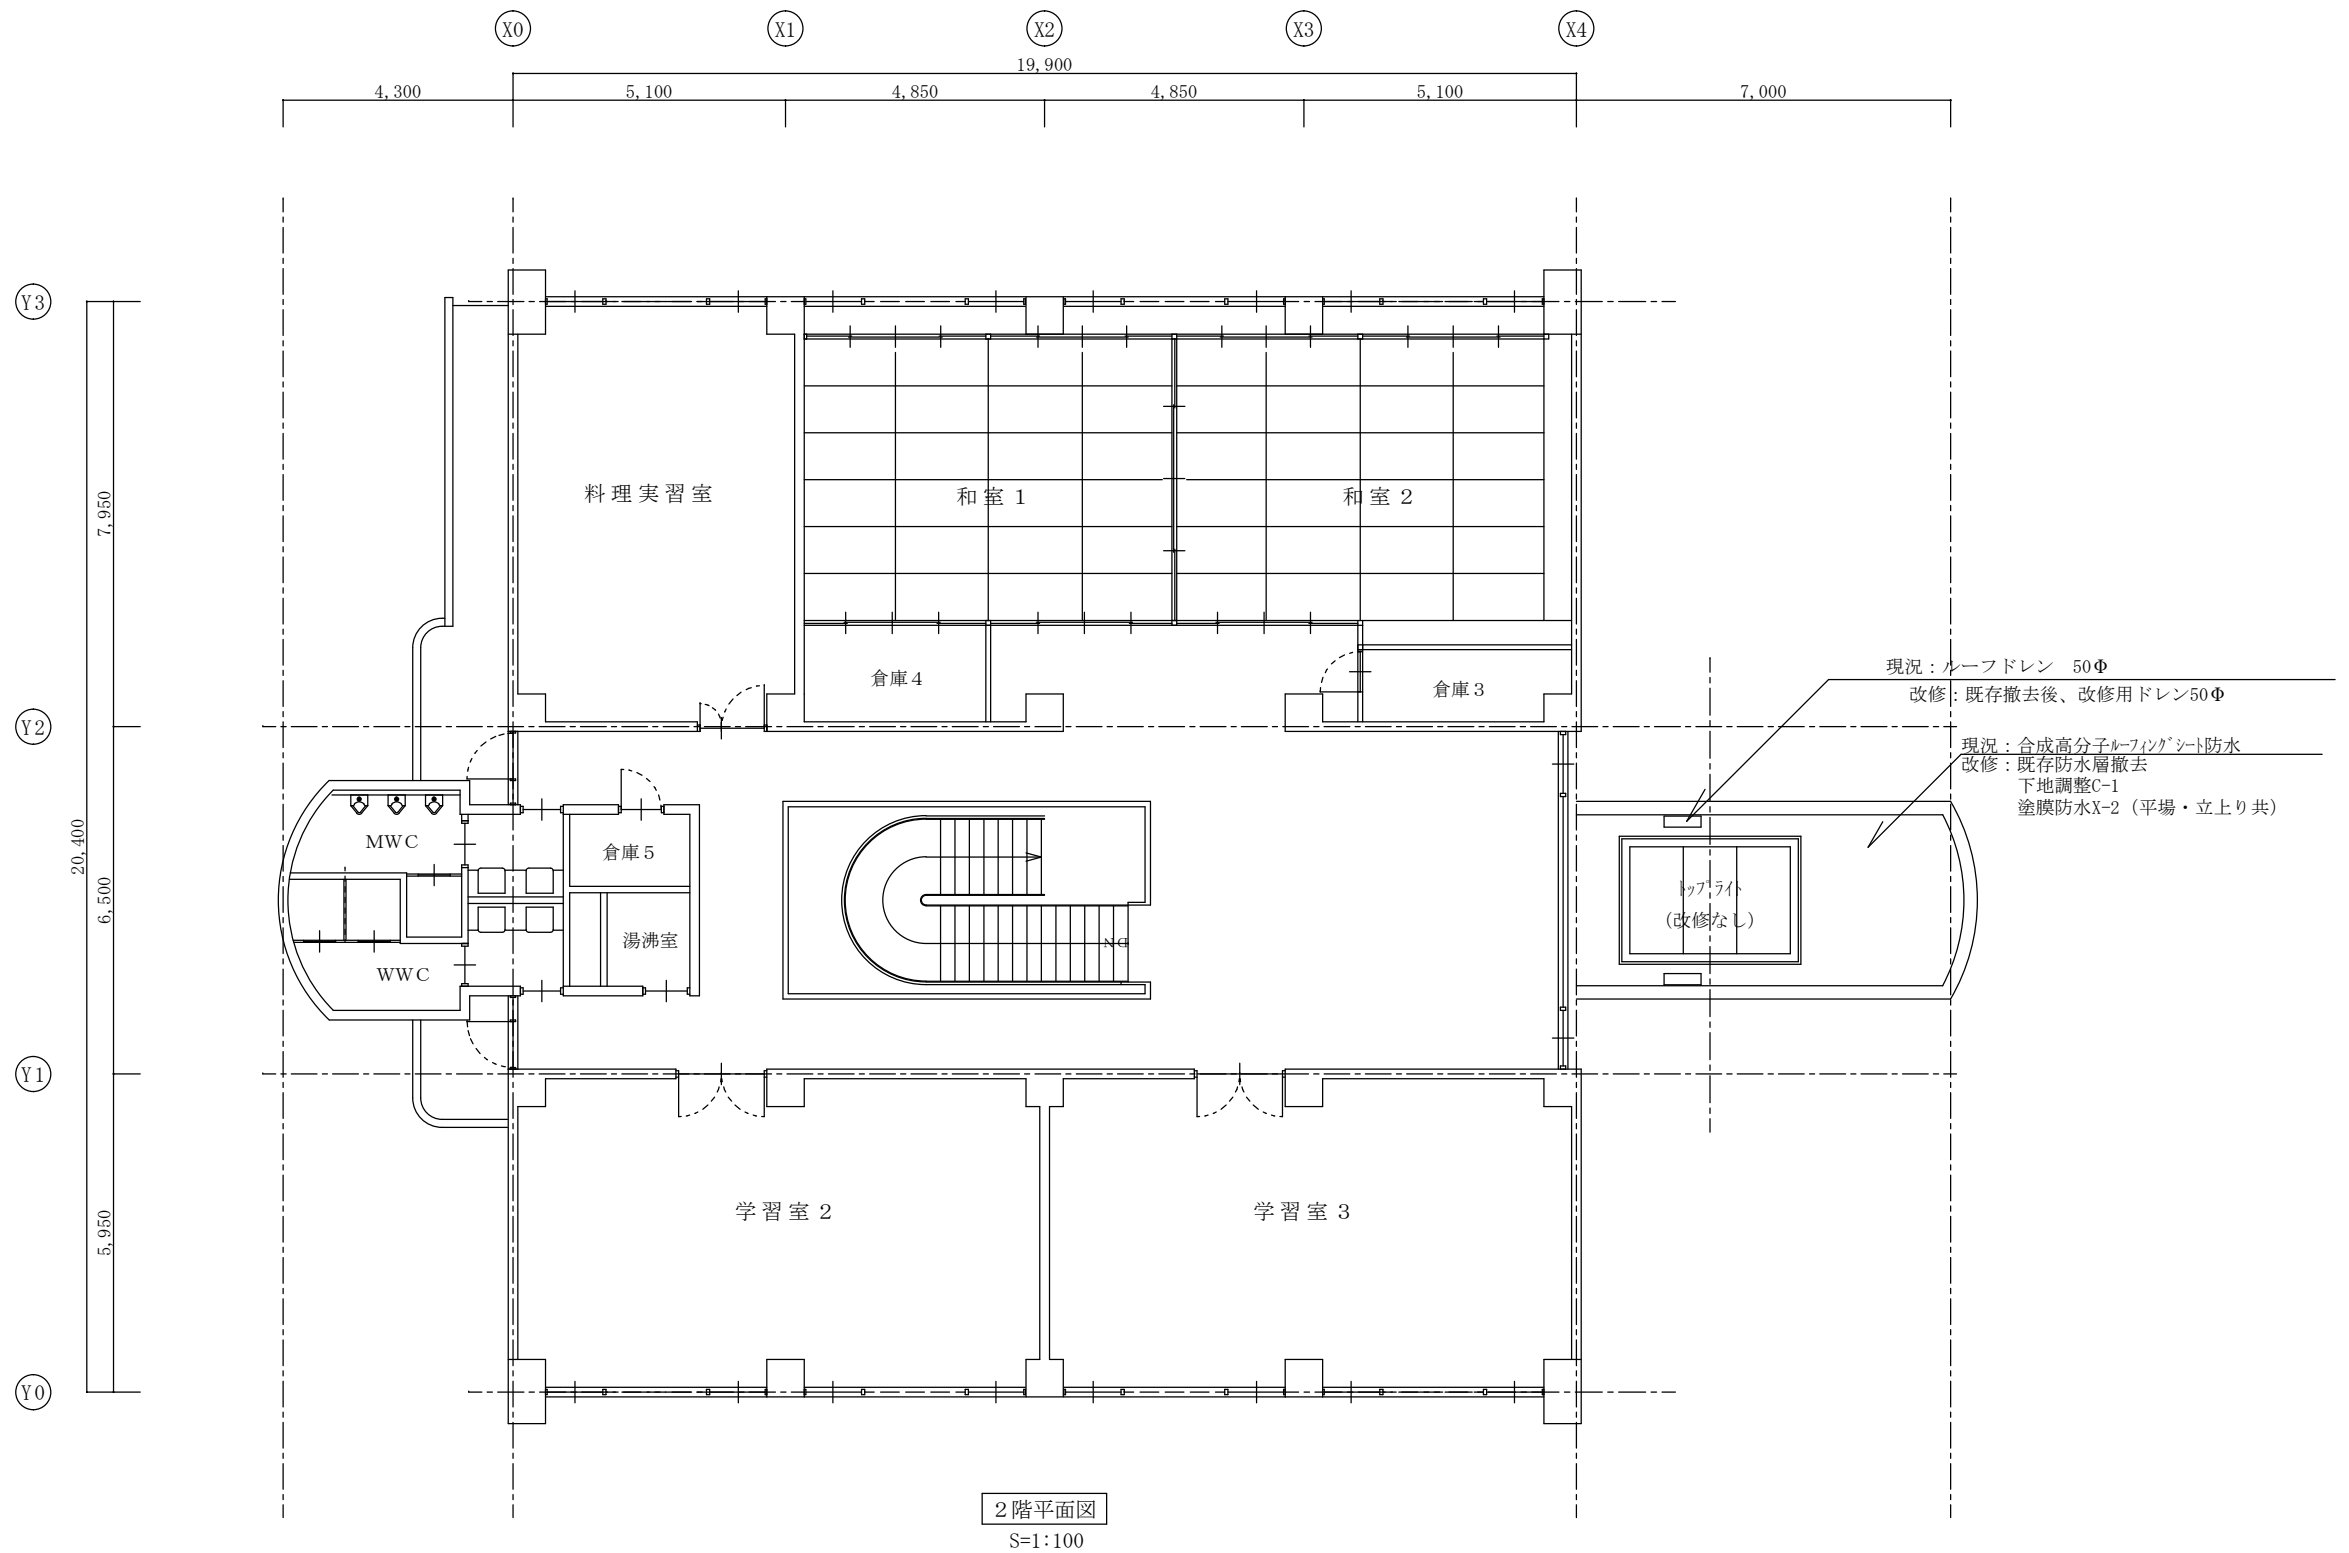 X0
X1
X2
X3
X4
19,900
4,300
5,100
4,850
4,850
5,100
7,000
Y3
7,950
料理実習室
和室１
和室２
倉庫４
倉庫３
現況：ルーフドレン　50Φ
改修：既存撤去後、改修用ドレン50Φ
Y2
現況：合成高分子ﾙｰﾌｨﾝｸﾞｼｰﾄ防水
改修：既存防水層撤去
下地調整C-1
塗膜防水X-2（平場・立上り共）
20,400
6,500
MWC
倉庫５
ﾄｯﾌﾟﾗｲﾄ
（改修なし）
湯沸室
DN
WWC
Y1
5,950
学習室２
学習室３
Y0
２階平面図
S=1:100